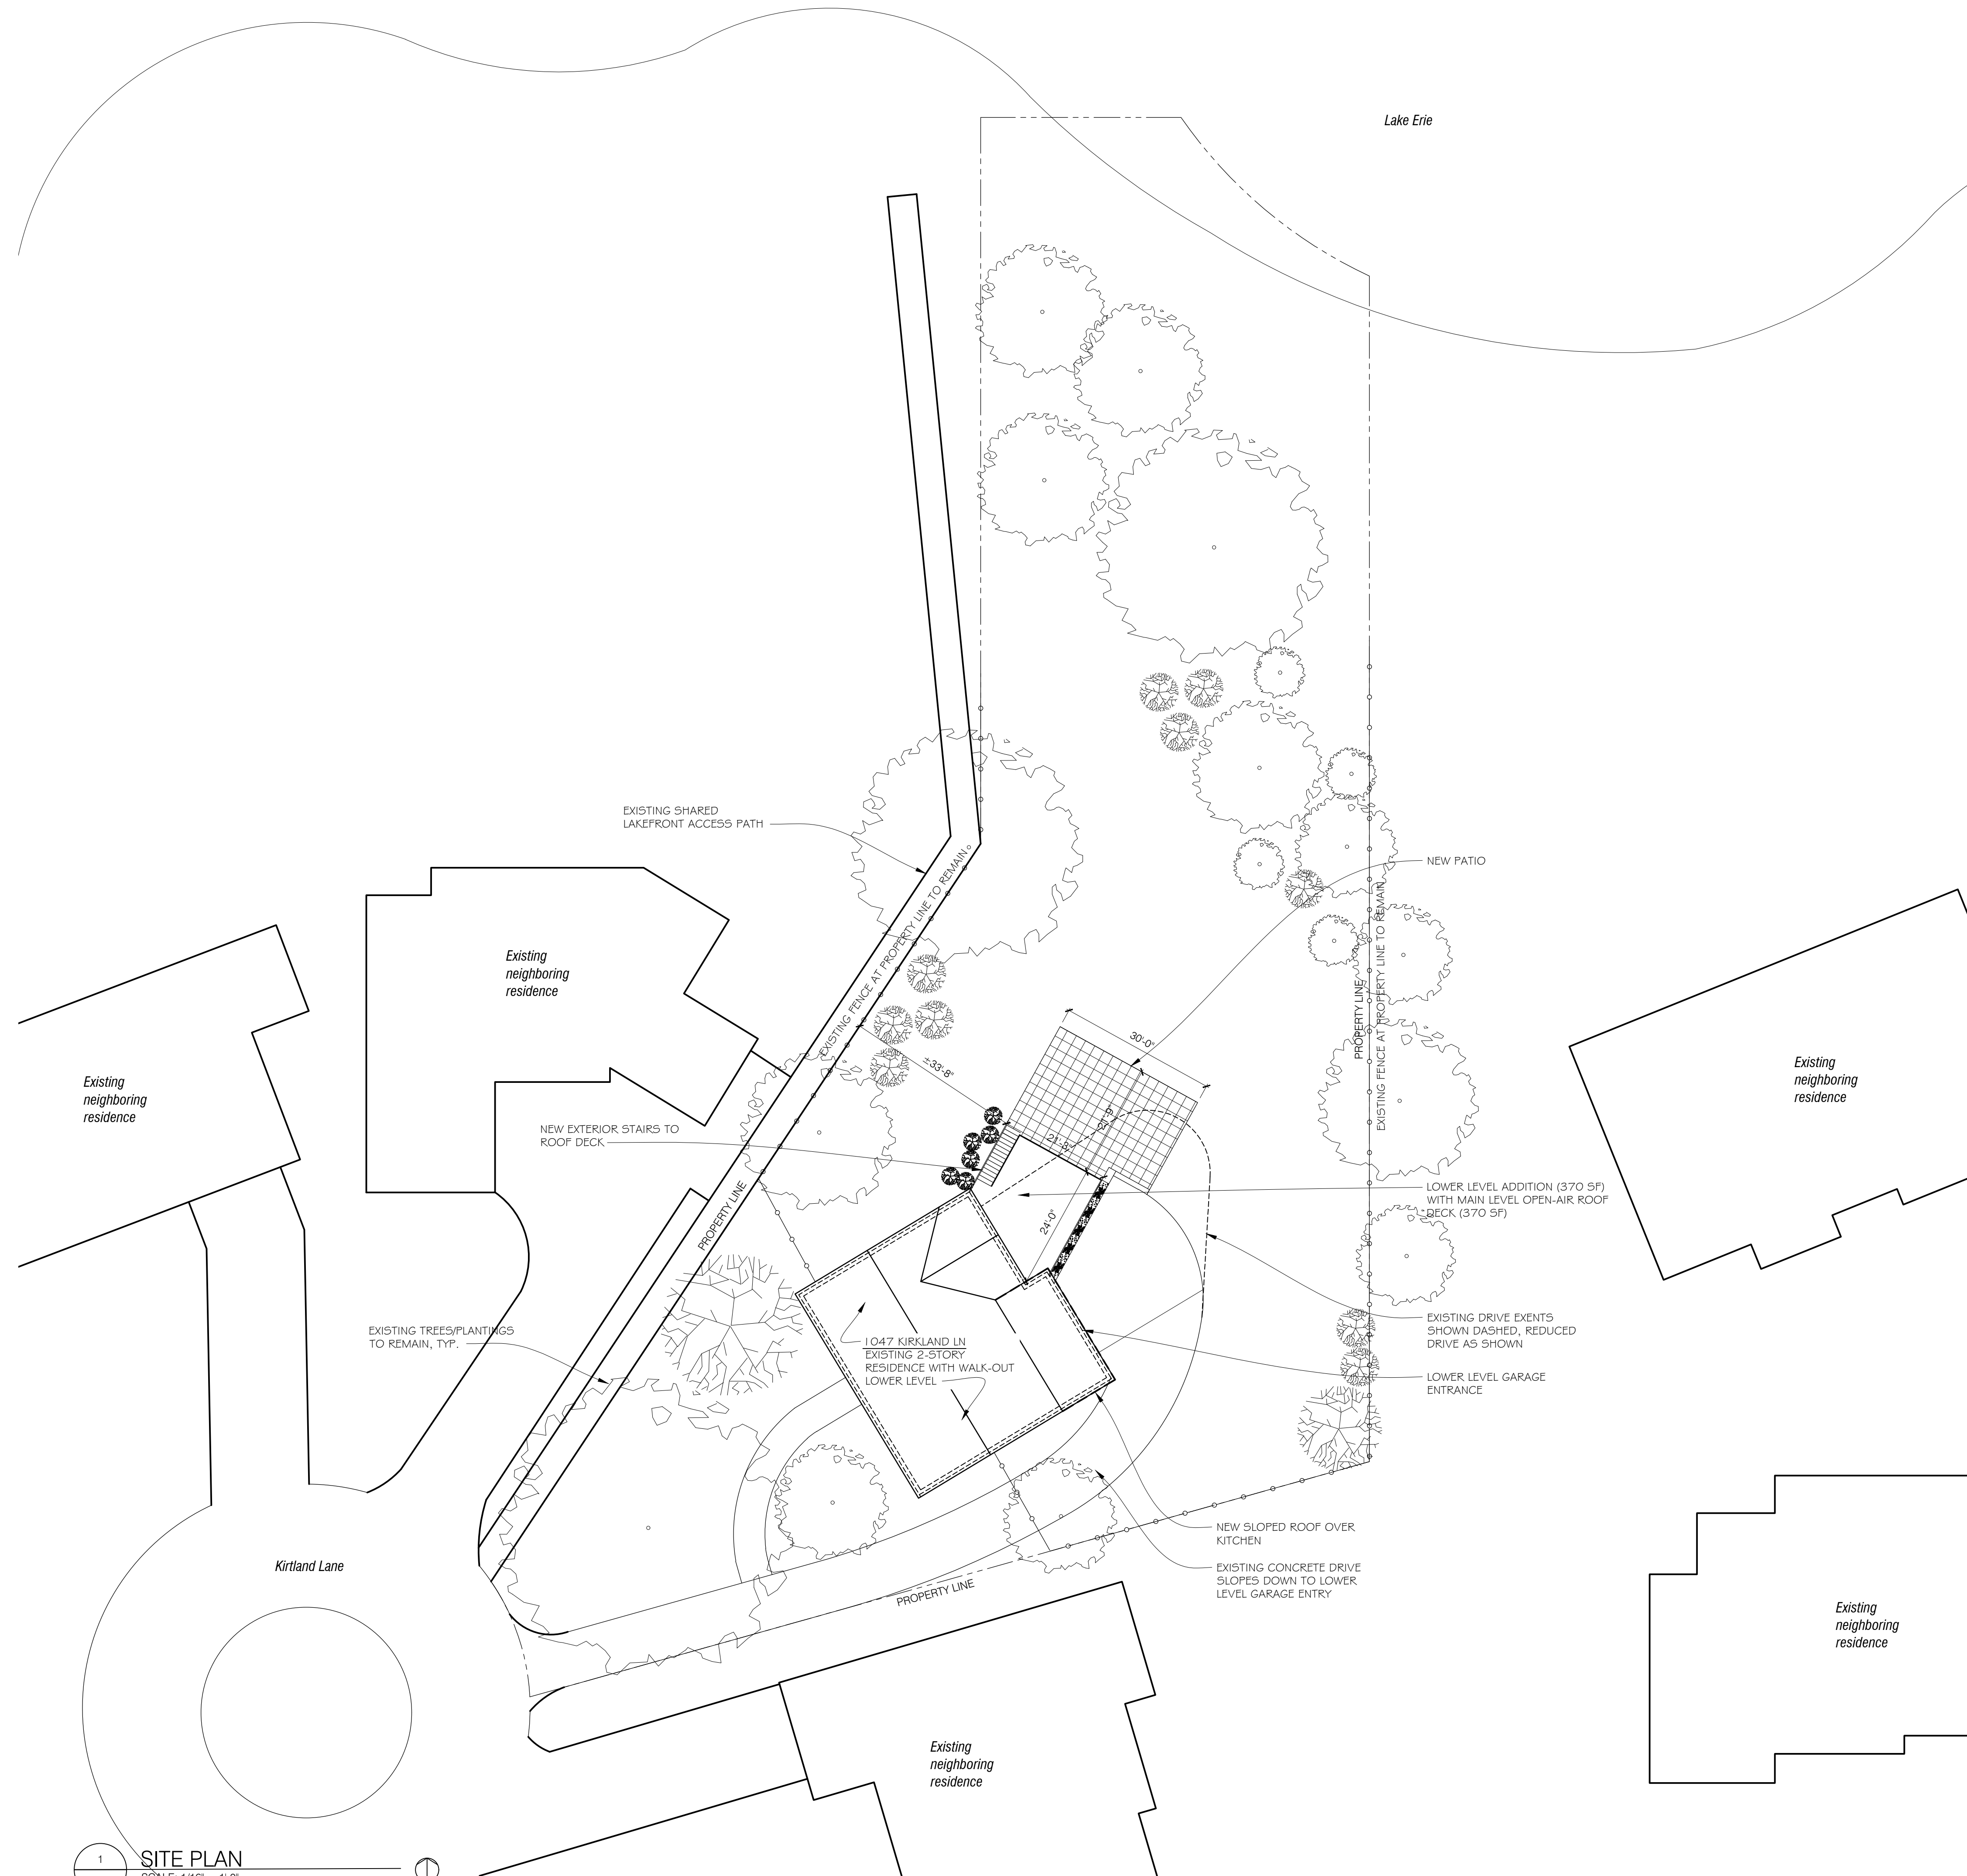 Lake Erie
EXISTING SHARED
LAKEFRONT ACCESS PATH
NEW PATIO
EXISTING FENCE AT PROPERTY LINE TO REMAIN
EXISTING FENCE AT PROPERTY LINE TO REMAIN
PROPERTY LINE
Existing
neighboring
residence
Existing
neighboring
residence
Existing
neighboring
residence
30'-0"
±33'-8"
27'-9"
21'-3"
24'-0"
NEW EXTERIOR STAIRS TO
ROOF DECK
PROPERTY LINE
LOWER LEVEL ADDITION (370 SF)
WITH MAIN LEVEL OPEN-AIR ROOF
DECK (370 SF)
EXISTING TREES/PLANTINGS
TO REMAIN, TYP.
1047 KIRKLAND LN
EXISTING 2-STORY
RESIDENCE WITH WALK-OUT
LOWER LEVEL
EXISTING DRIVE EXENTS
SHOWN DASHED, REDUCED
DRIVE AS SHOWN
LOWER LEVEL GARAGE
ENTRANCE
NEW SLOPED ROOF OVER
KITCHEN
EXISTING CONCRETE DRIVE
SLOPES DOWN TO LOWER
LEVEL GARAGE ENTRY
Kirtland Lane
PROPERTY LINE
Existing
neighboring
residence
Existing
neighboring
residence
1
SITE PLAN